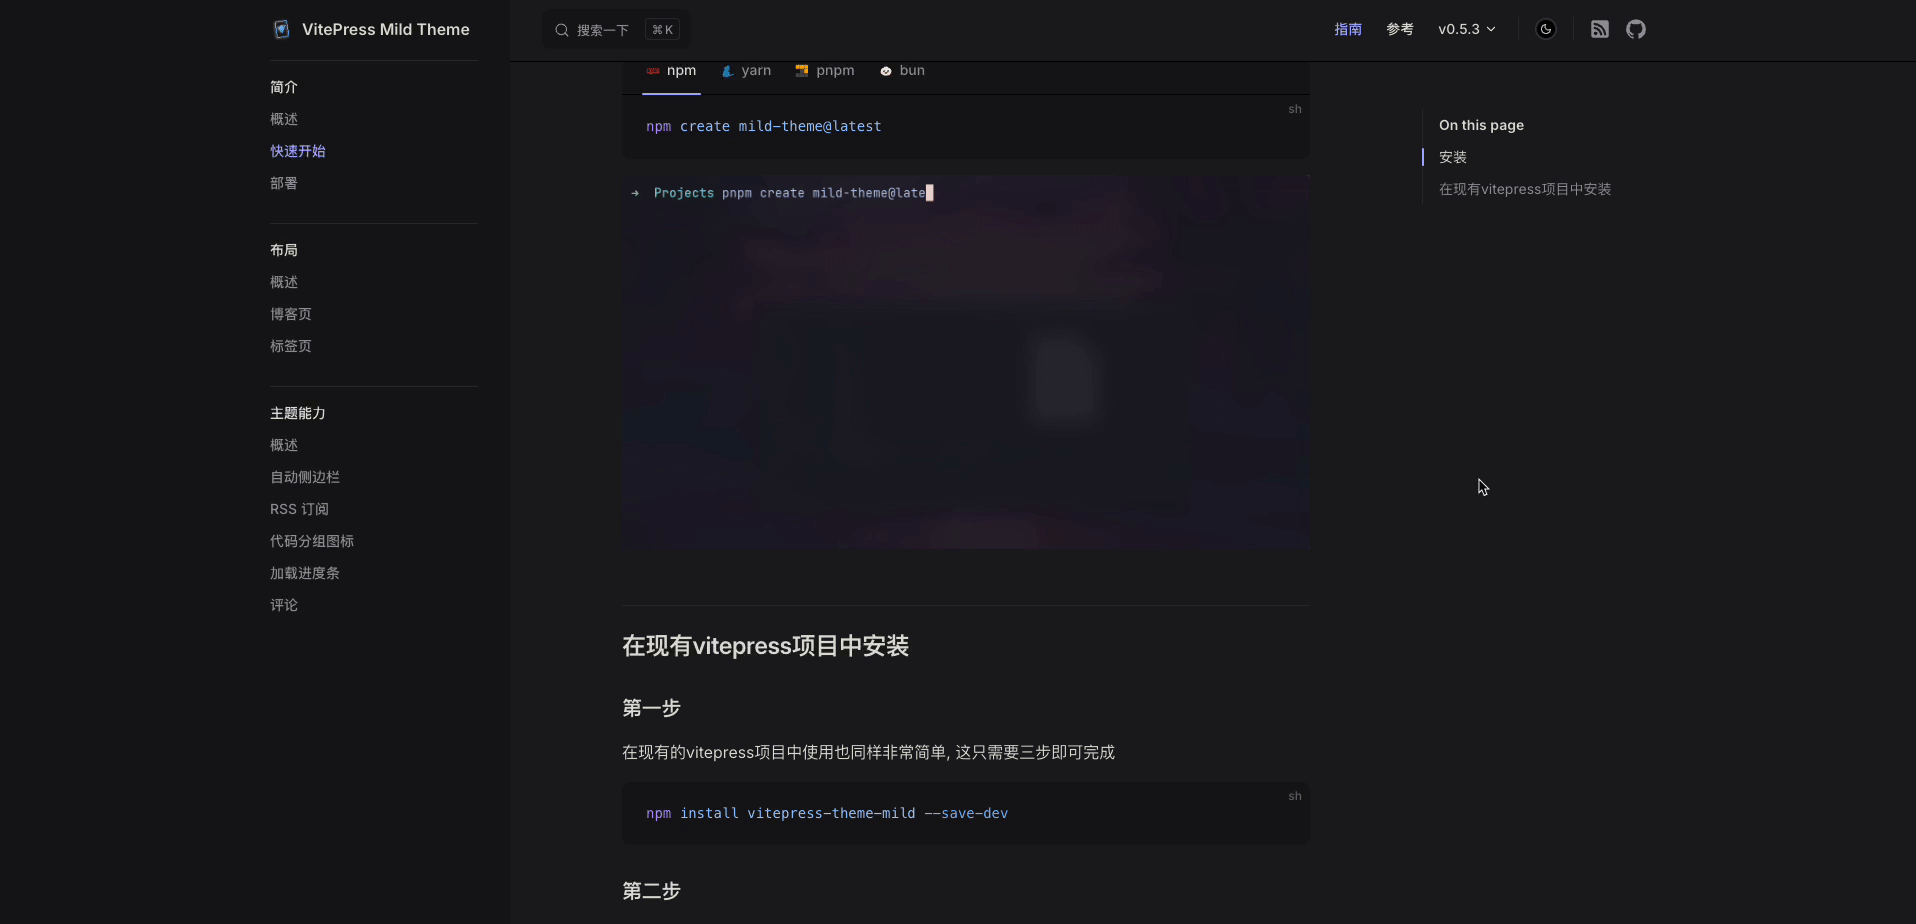 VitePress Mild Theme
搜索一下
⌘ K
指南
参考
v0.5.3
简介
概述
快速开始
部署
布局
概述
博客页
标签页
主题能力
概述
自动侧边栏
RSS 订阅
代码分组图标
加载进度条
评论
npm
yarn
pnpm
bun
sh
npm create mild-theme@latest
➜ Projects pnpm create mild-theme@late
在现有vitepress项目中安装
第一步
在现有的vitepress项目中使用也同样非常简单, 这只需要三步即可完成
sh
npm install vitepress-theme-mild --save-dev
第二步
On this page
安装
在现有vitepress项目中安装